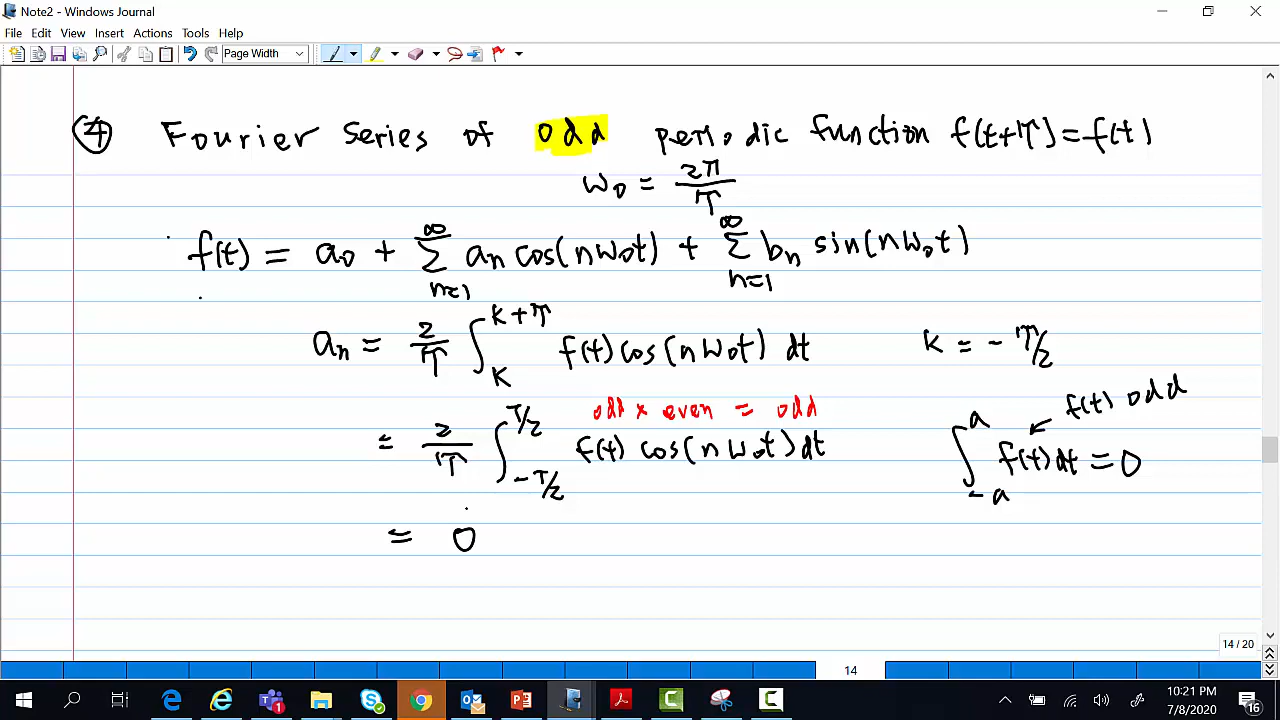 Note2 - Windows Journal
File Edit View Insert Actions Tools Help
Page Width
④ Fourier Series of odd periodic function f(t+T)=f(t)
ω₀ = 2π/T
f(t) = a₀ + ∑_{n=1}^{∞} aₙ cos(nω₀t) + ∑_{n=1}^{∞} bₙ sin(nω₀t)
aₙ = 2/T ∫_{K}^{K+T} f(t) cos(nω₀t) dt K = -T/2
odd × even = odd f(t) odd
= 2/T ∫_{-T/2}^{T/2} f(t) cos(nω₀t) dt ∫_{-a}^{a} f(t)dt = 0
= 0
14 / 20
14
10:21 PM
7/8/2020
16